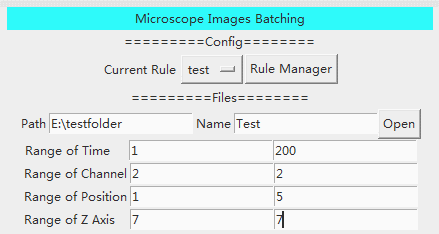 Microscope Images Batching
=========Config========
Current Rule test Rule Manager
=========Files========
Path E:\testfolder Name Test Open
Range of Time 1 200
Range of Channel 2 2
Range of Position 1 5
Range of Z Axis 7 7